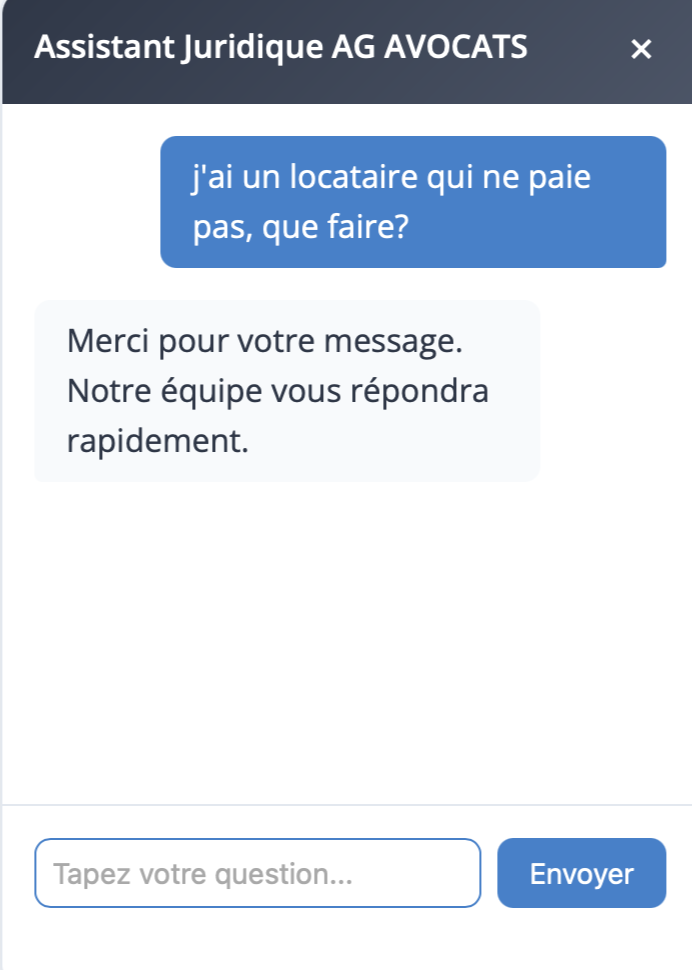 Assistant Juridique AG AVOCATS ×
j'ai un locataire qui ne paie
pas, que faire?
Merci pour votre message.
Notre équipe vous répondra
rapidement.
Tapez votre question...
Envoyer